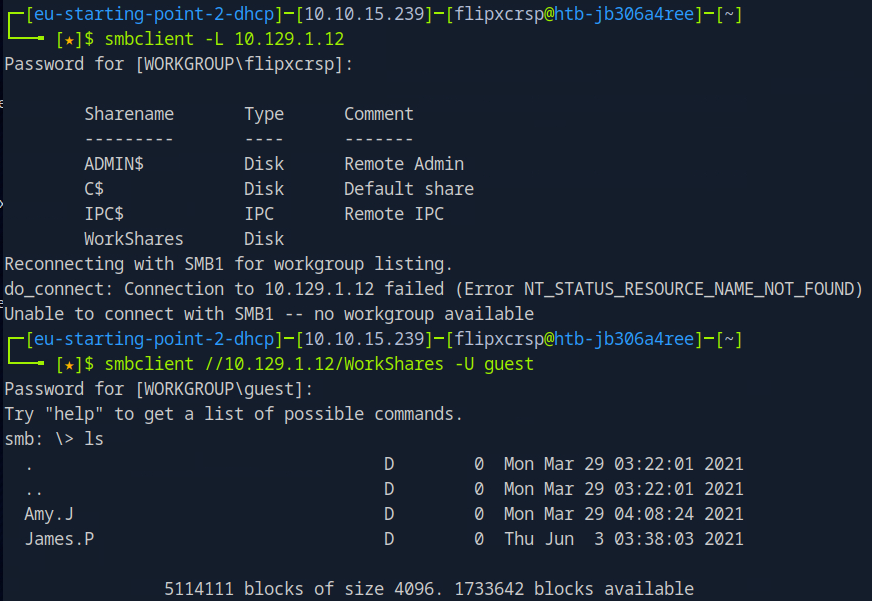 ┌─[eu-starting-point-2-dhcp]─[10.10.15.239]─[flipxcrsp@htb-jb306a4ree]─[~]
└──╼ [★]$ smbclient -L 10.129.1.12
Password for [WORKGROUP\flipxcrsp]:
Sharename Type Comment
--------- ---- -------
ADMIN$ Disk Remote Admin
C$ Disk Default share
IPC$ IPC Remote IPC
WorkShares Disk
Reconnecting with SMB1 for workgroup listing.
do_connect: Connection to 10.129.1.12 failed (Error NT_STATUS_RESOURCE_NAME_NOT_FOUND)
Unable to connect with SMB1 -- no workgroup available
┌─[eu-starting-point-2-dhcp]─[10.10.15.239]─[flipxcrsp@htb-jb306a4ree]─[~]
└──╼ [★]$ smbclient //10.129.1.12/WorkShares -U guest
Password for [WORKGROUP\guest]:
Try "help" to get a list of possible commands.
smb: \> ls
. D 0 Mon Mar 29 03:22:01 2021
.. D 0 Mon Mar 29 03:22:01 2021
Amy.J D 0 Mon Mar 29 04:08:24 2021
James.P D 0 Thu Jun 3 03:38:03 2021
5114111 blocks of size 4096. 1733642 blocks available